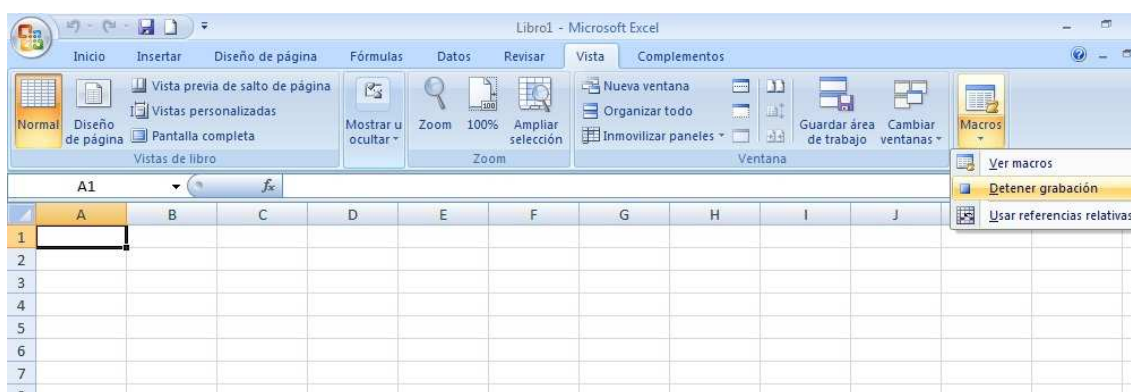 Libro1 - Microsoft Excel
Inicio Insertar Diseño de página Fórmulas Datos Revisar Vista Complementos
Normal
Diseño de página
Vista previa de salto de página
Vistas personalizadas
Pantalla completa
Vistas de libro
Mostrar u ocultar
Zoom
100%
Ampliar selección
Zoom
Nueva ventana
Organizar todo
Inmovilizar paneles
Guardar área de trabajo
Cambiar ventanas
Ventana
Macros
Ver macros
Detener grabación
Usar referencias relativas
A1 fx
A B C D E F G H I J
1
2
3
4
5
6
7